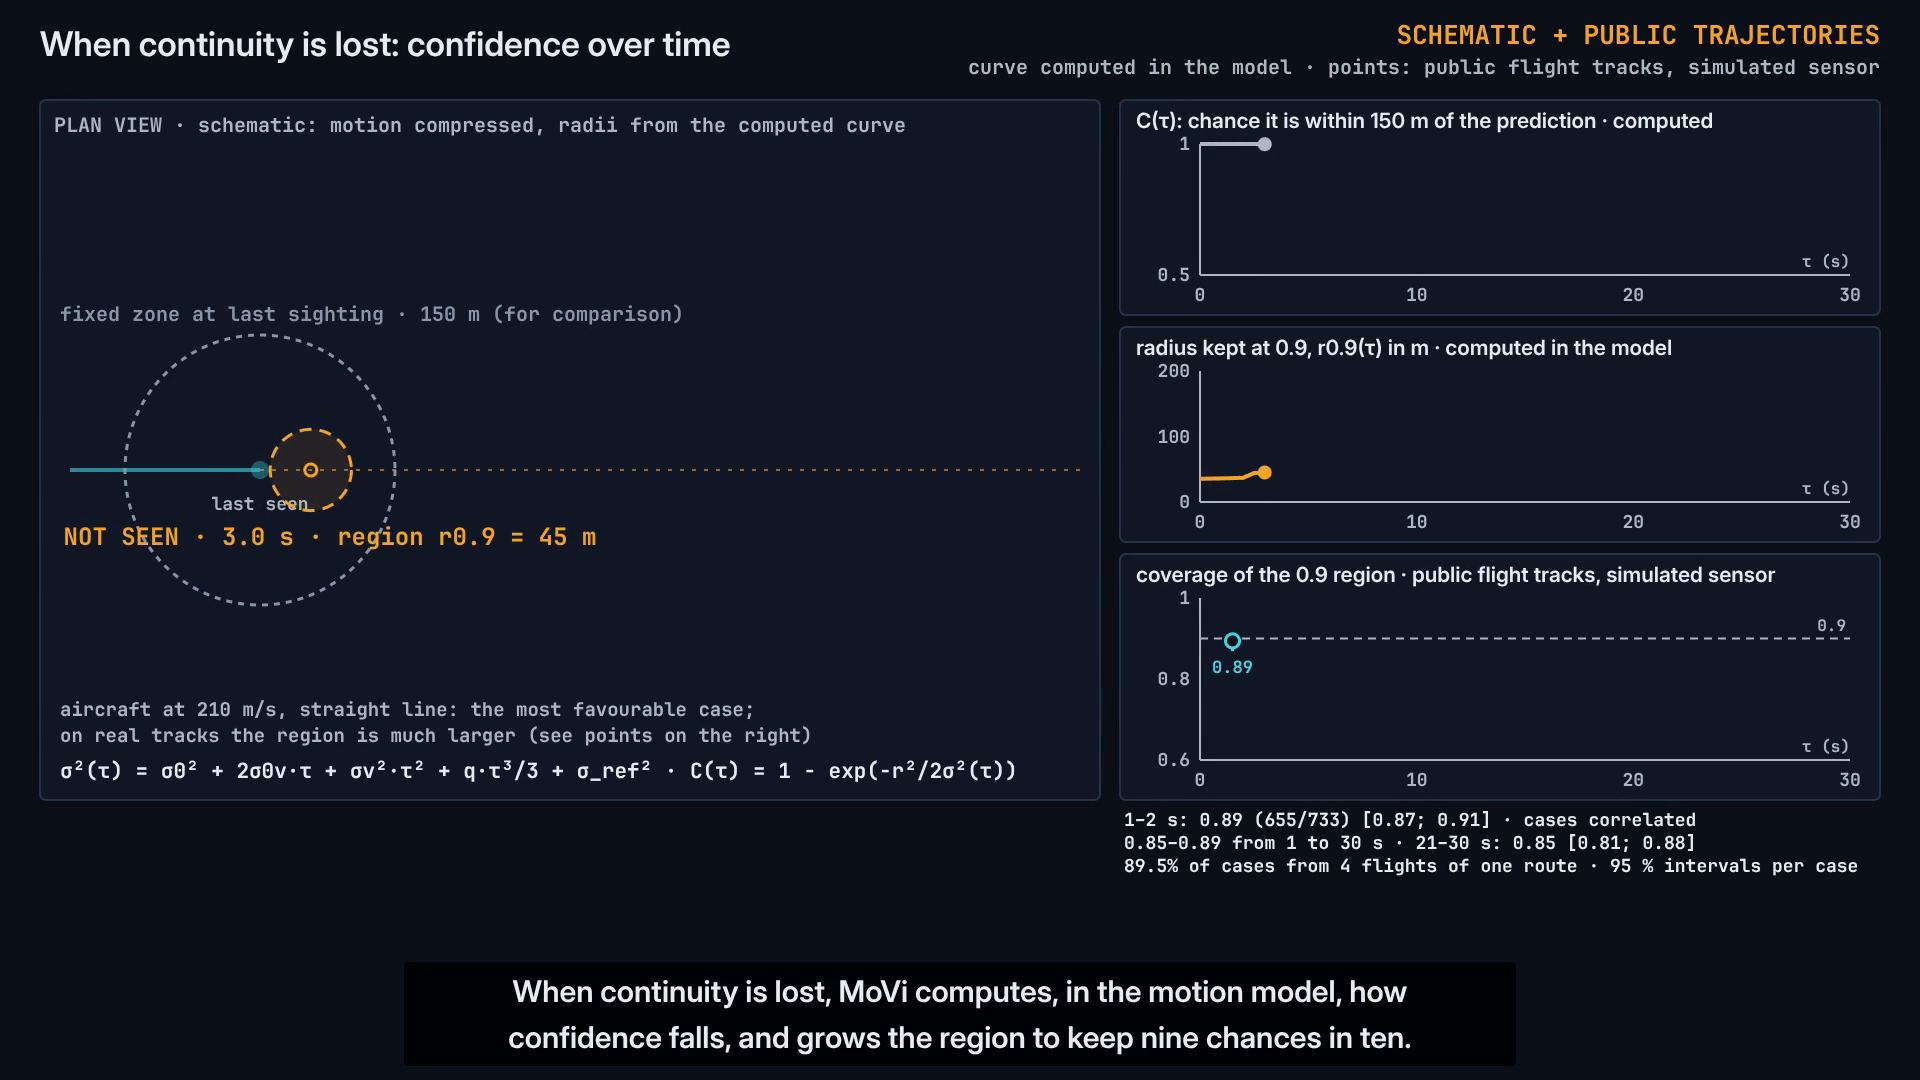 When continuity is lost: confidence over time
SCHEMATIC + PUBLIC TRAJECTORIES
curve computed in the model · points: public flight tracks, simulated sensor
PLAN VIEW · schematic: motion compressed, radii from the computed curve
fixed zone at last sighting · 150 m (for comparison)
last seen
NOT SEEN · 3.0 s · region r0.9 = 45 m
aircraft at 210 m/s, straight line: the most favourable case;
on real tracks the region is much larger (see points on the right)
σ²(τ) = σ0² + 2σ0v·τ + σv²·τ² + q·τ³/3 + σ_ref² · C(τ) = 1 - exp(-r²/2σ²(τ))
C(τ): chance it is within 150 m of the prediction · computed
1
0.5
τ (s)
0 10 20 30
radius kept at 0.9, r0.9(τ) in m · computed in the model
200
100
0
τ (s)
0 10 20 30
coverage of the 0.9 region · public flight tracks, simulated sensor
1
0.9
0.89
0.8
τ (s)
0.6
0 10 20 30
1–2 s: 0.89 (655/733) [0.87; 0.91] · cases correlated
0.85–0.89 from 1 to 30 s · 21–30 s: 0.85 [0.81; 0.88]
89.5% of cases from 4 flights of one route · 95 % intervals per case
When continuity is lost, MoVi computes, in the motion model, how
confidence falls, and grows the region to keep nine chances in ten.